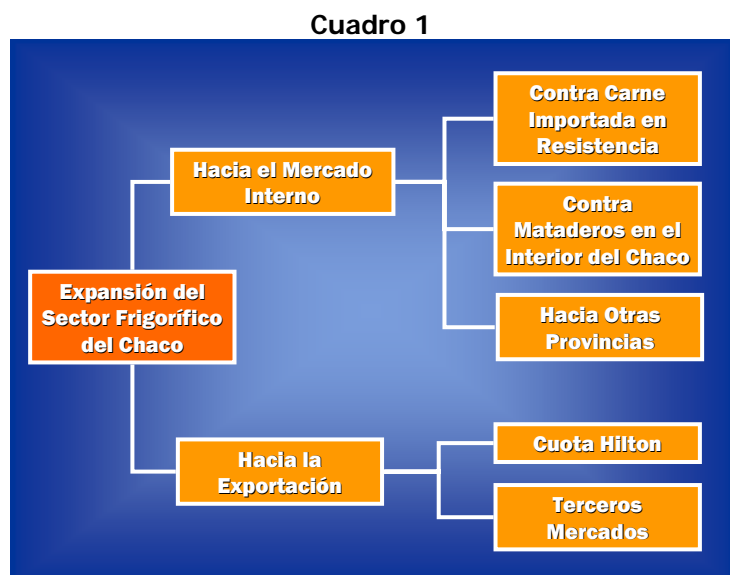 Cuadro 1
Contra Carne
Importada en
Resistencia
Hacia el Mercado
Interno
Contra
Mataderos en el
Interior del Chaco
Expansión del
Sector Frigorífico
del Chaco
Hacia Otras
Provincias
Cuota Hilton
Hacia la
Exportación
Terceros
Mercados